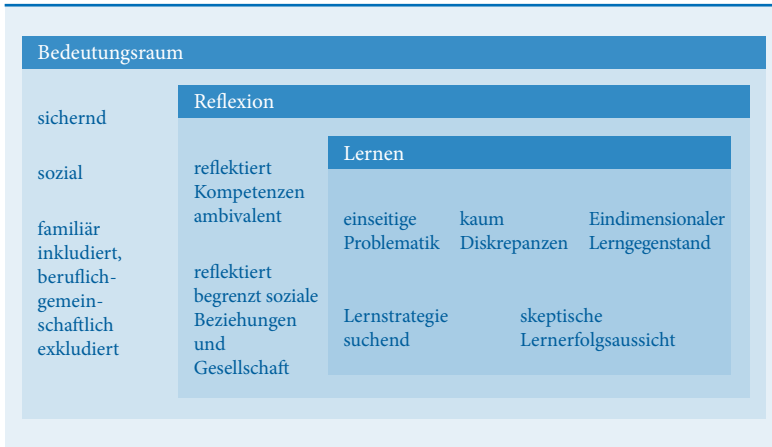 Bedeutungsraum
sichernd
sozial
familiär
inkludiert,
beruflich-
gemein-
schaftlich
exkludiert
Reflexion
reflektiert
Kompetenzen
ambivalent
reflektiert
begrenzt soziale
Beziehungen
und
Gesellschaft
Lernen
einseitige
Problematik
kaum
Diskrepanzen
Eindimensionaler
Lerngegenstand
Lernstrategie
suchend
skeptische
Lernerfolgsaussicht